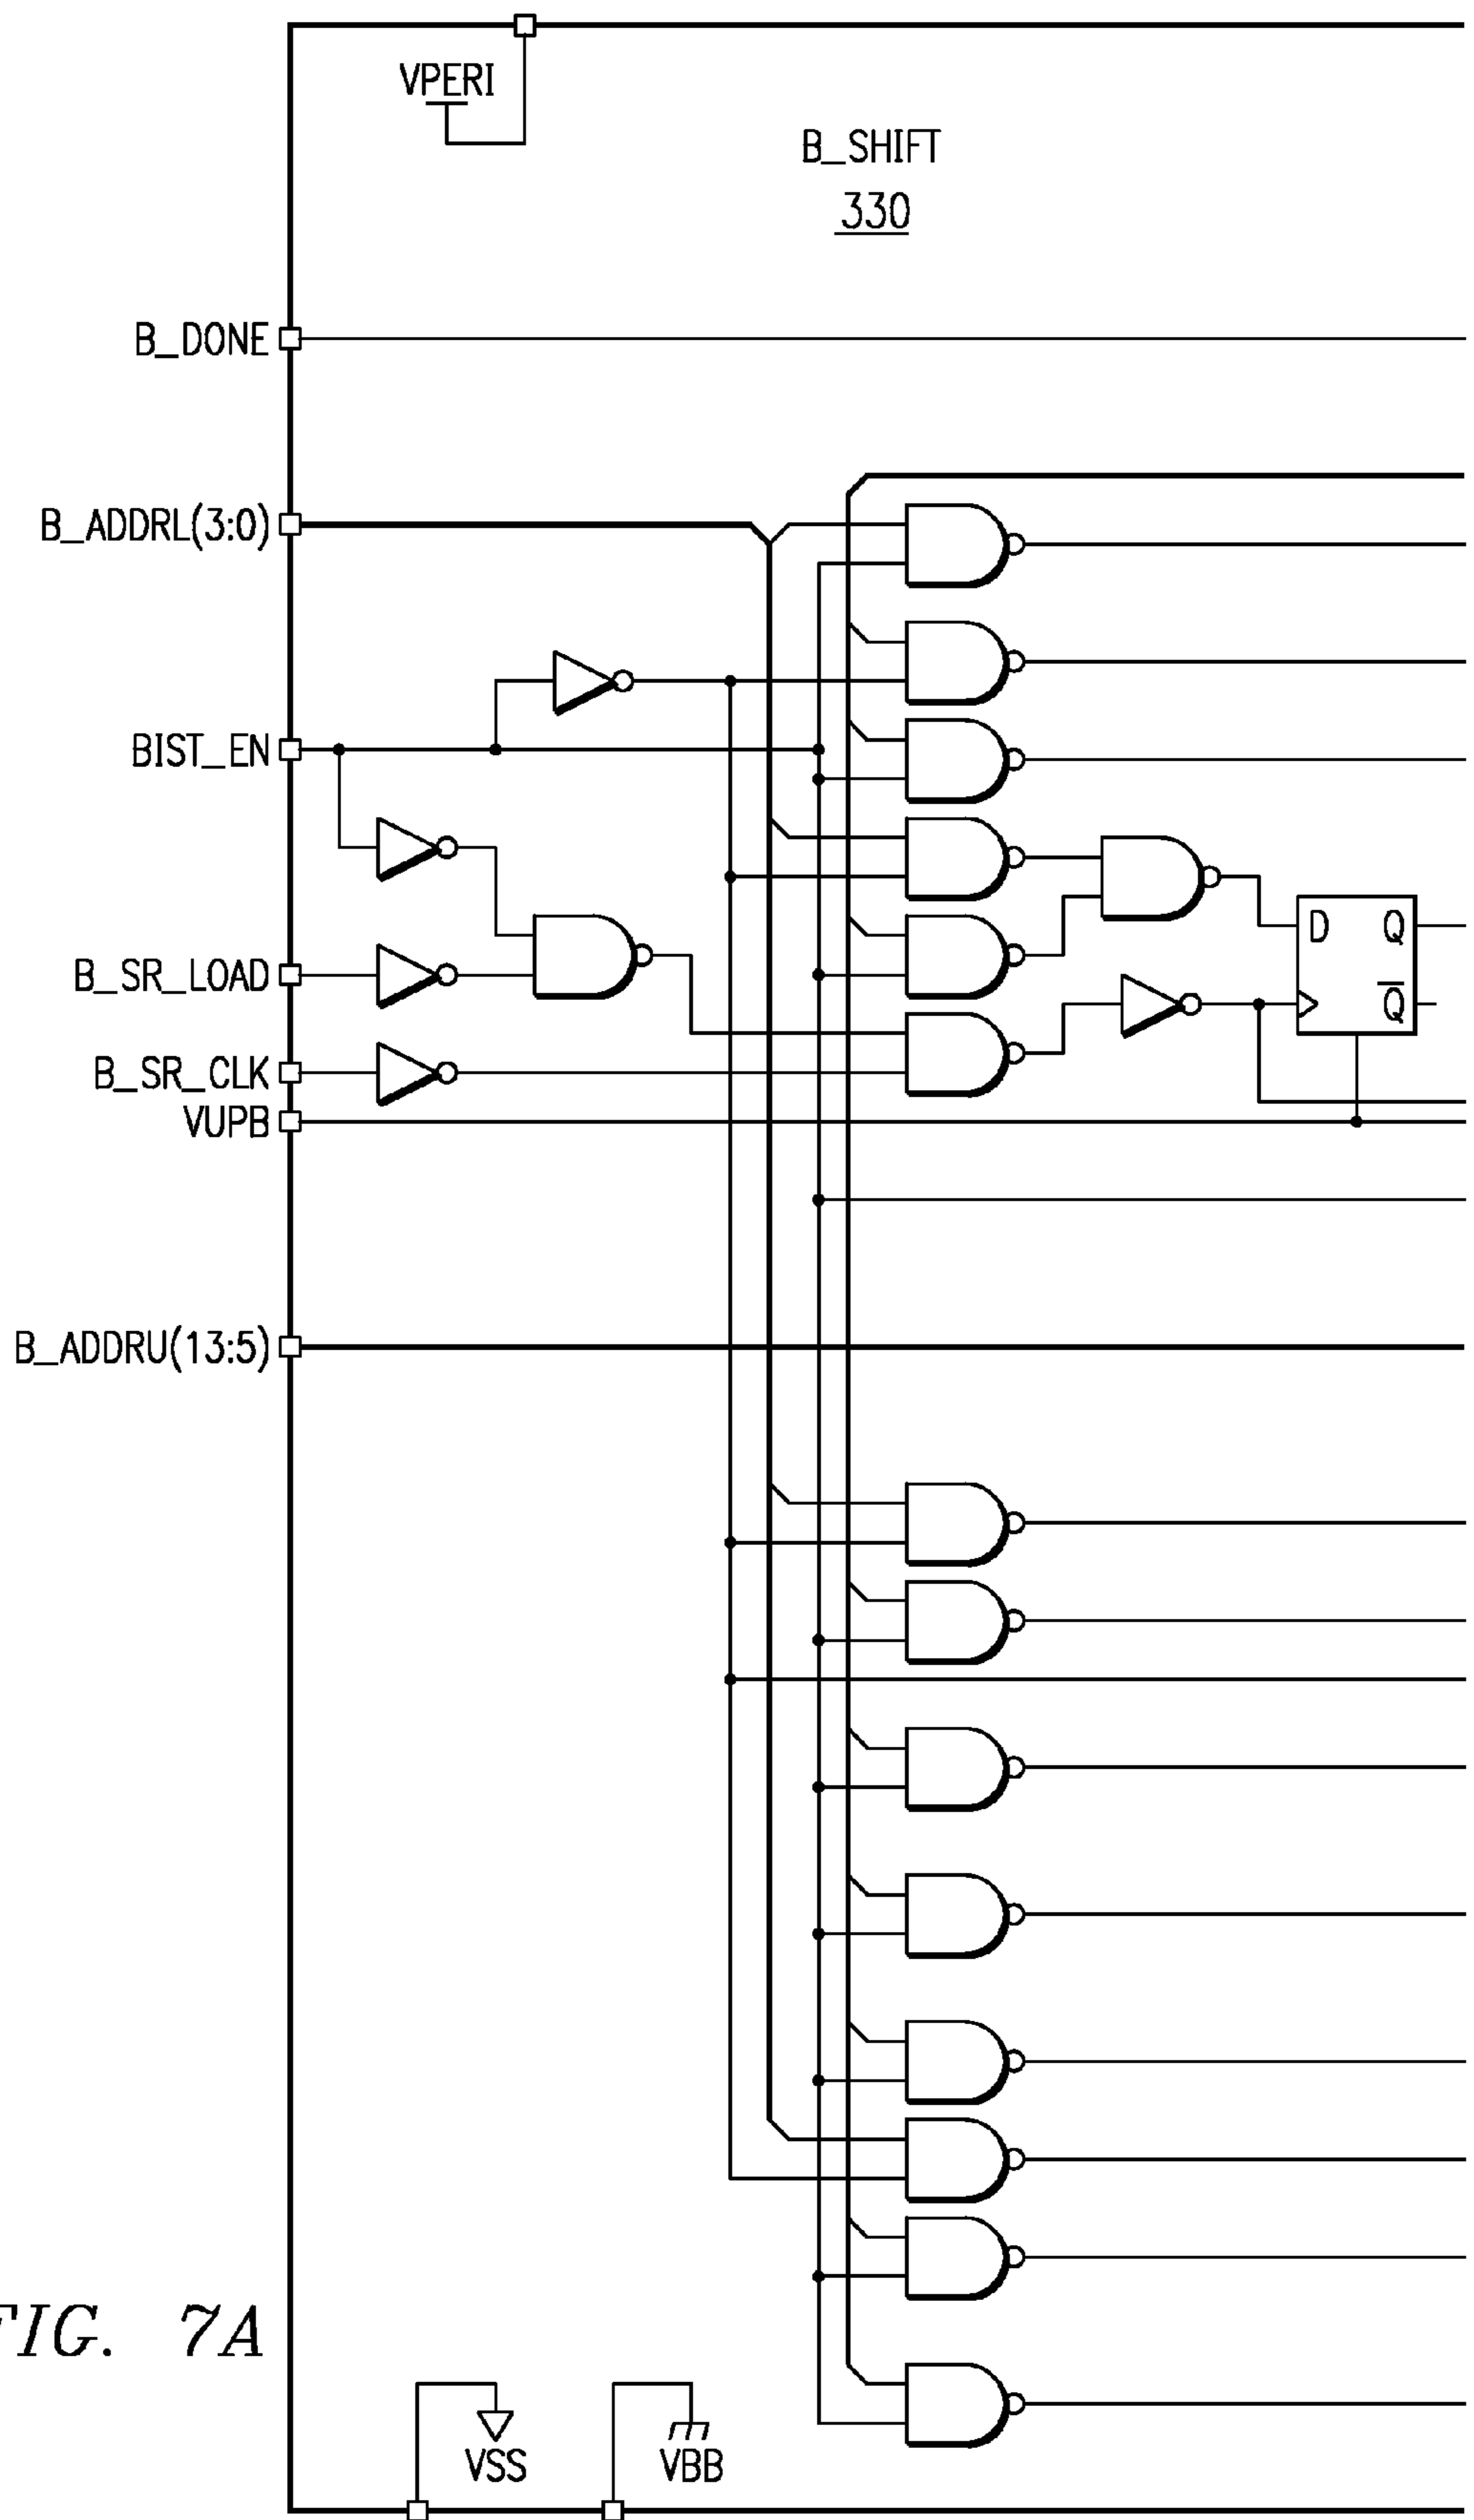 VPERI
B_SHIFT
330
B_DONE
B_ADDRL(3:0)
BIST_EN
B_SR_LOAD
D Q
Q̅
B_SR_CLK
VUPB
B_ADDRU(13:5)
FIG. 7A
VSS
VBB